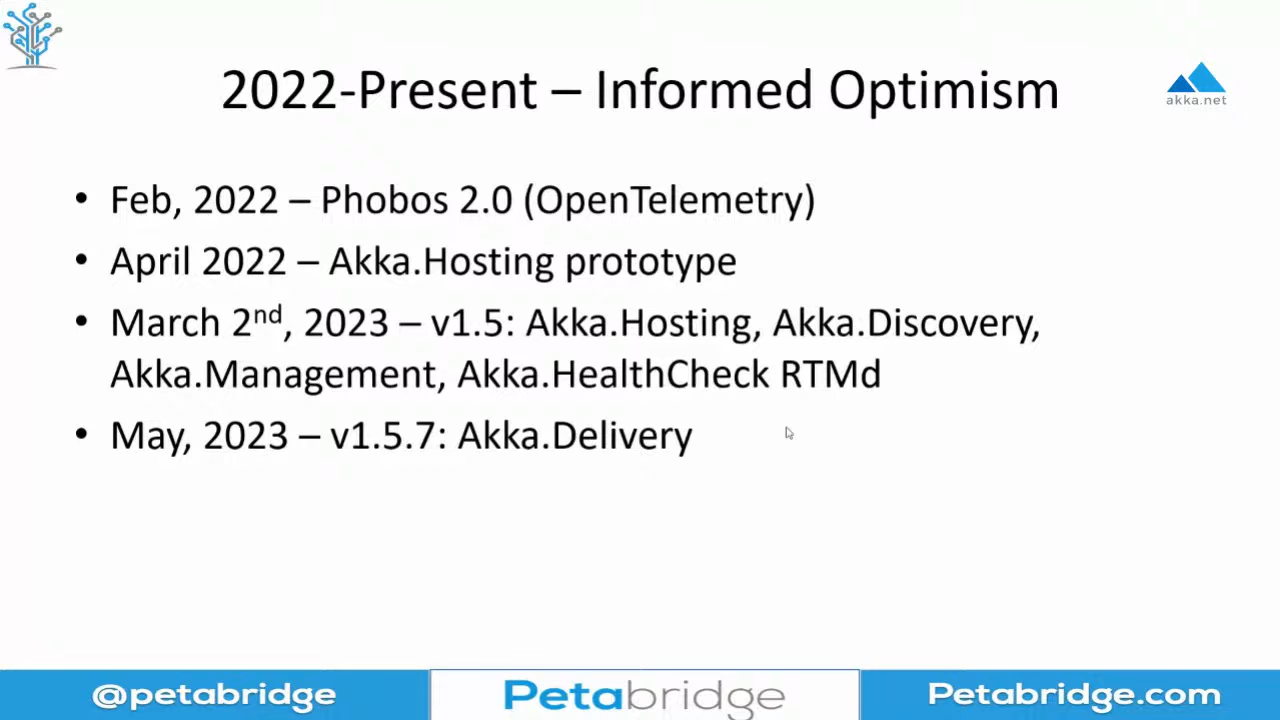 2022-Present – Informed Optimism
akka.net
• Feb, 2022 – Phobos 2.0 (OpenTelemetry)
• April 2022 – Akka.Hosting prototype
• March 2nd, 2023 – v1.5: Akka.Hosting, Akka.Discovery,
Akka.Management, Akka.HealthCheck RTMd
• May, 2023 – v1.5.7: Akka.Delivery
@petabridge
Petabridge
Petabridge.com